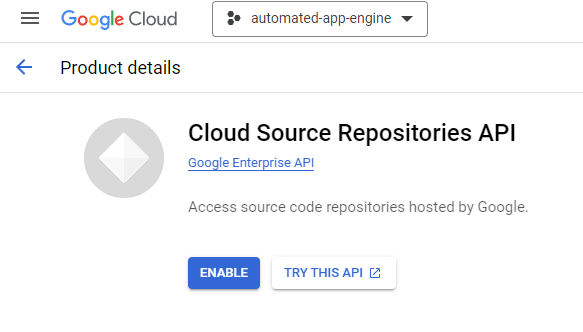 Google Cloud
automated-app-engine
Product details
Cloud Source Repositories API
Google Enterprise API
Access source code repositories hosted by Google.
ENABLE
TRY THIS API